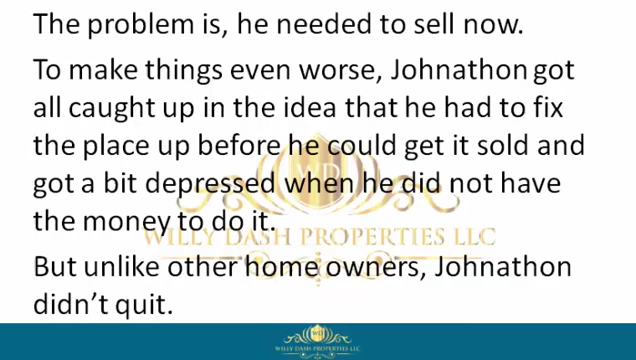 The problem is, he needed to sell now.
To make things even worse, Johnathon got
all caught up in the idea that he had to fix
the place up before he could get it sold and
got a bit depressed when he did not have
the money to do it.
WILLY DASH PROPERTIES LLC
But unlike other home owners, Johnathon
didn’t quit.
WILLY DASH PROPERTIES LLC